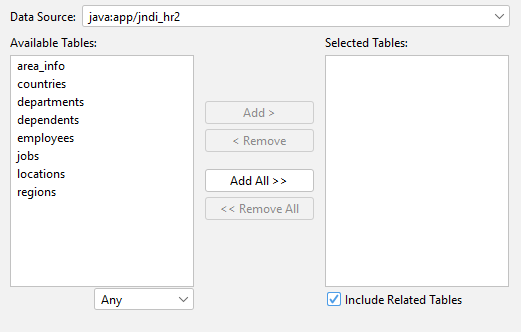 Data Source: java:app/jndi_hr2
Available Tables: Selected Tables:
area_info
countries
departments
dependents
employees
jobs
locations
regions
Add >
< Remove
Add All >>
<< Remove All
Any
Include Related Tables